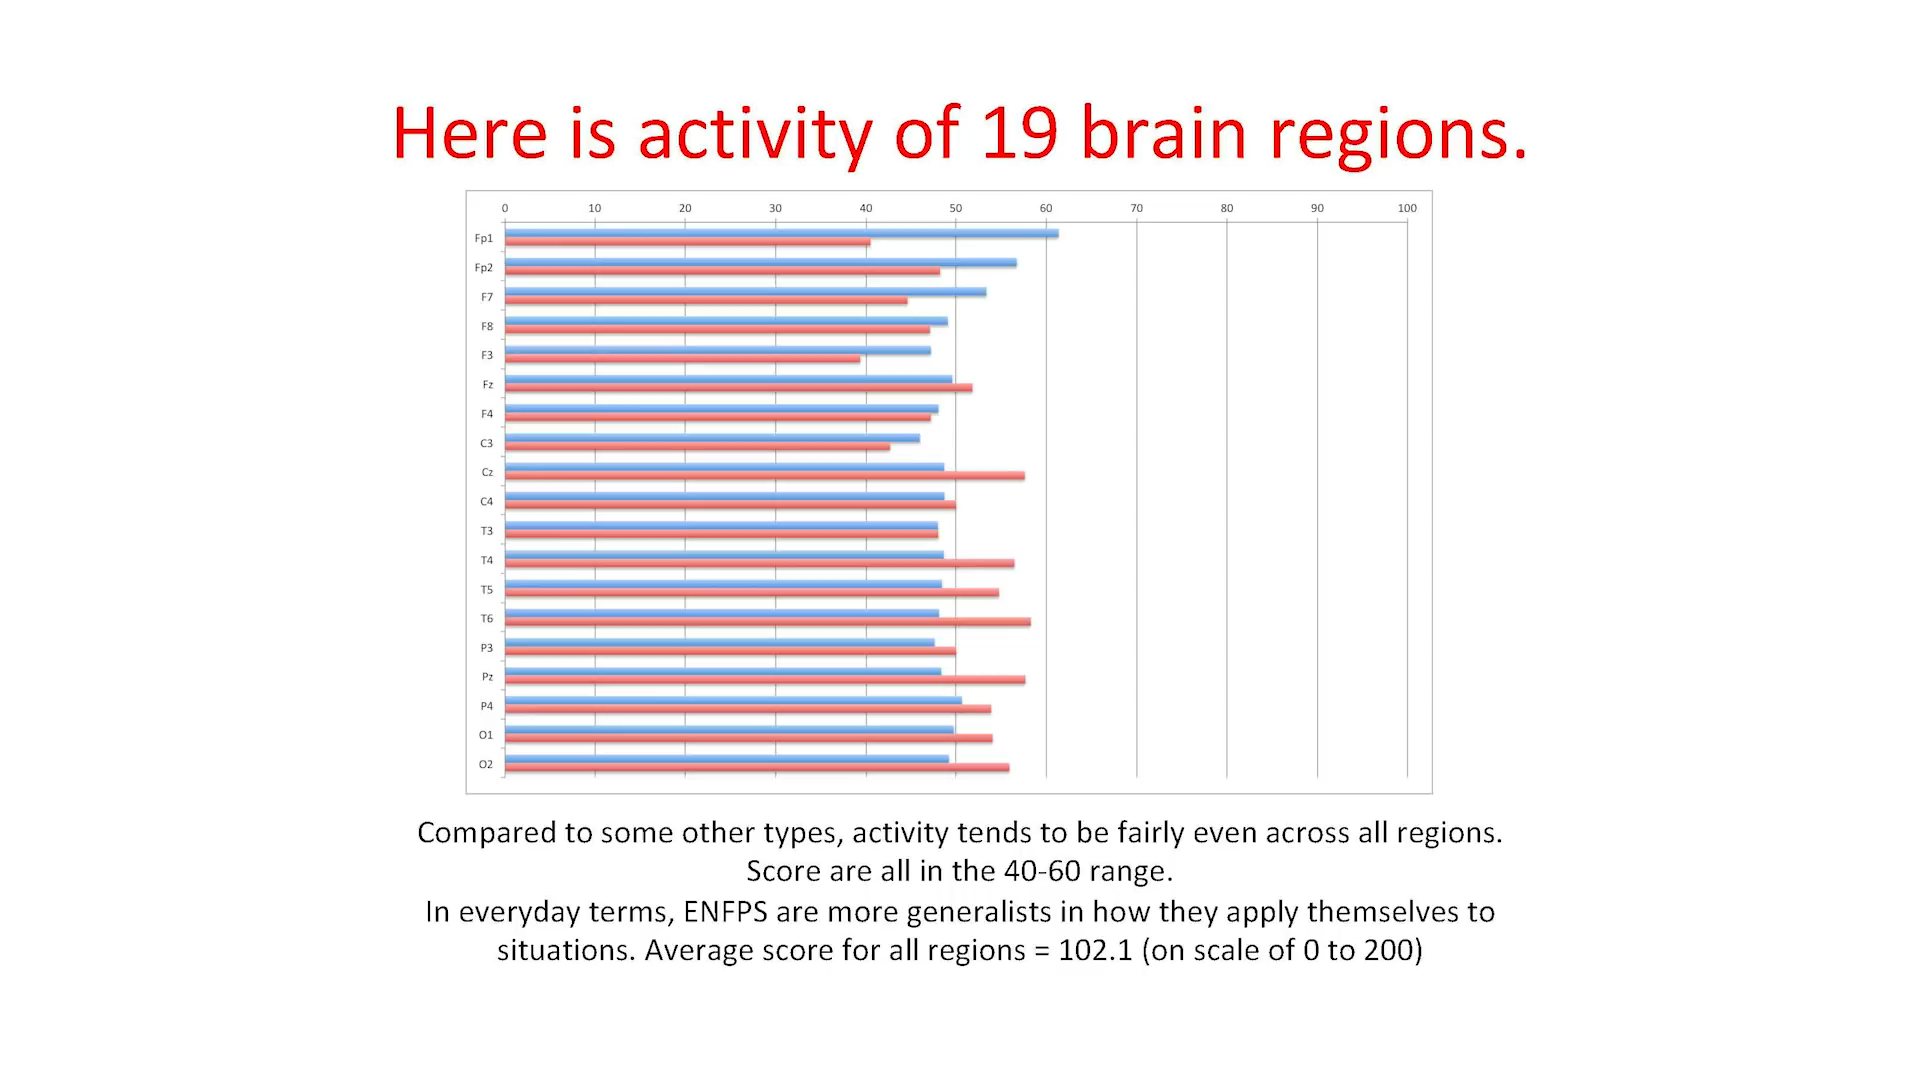 Here is activity of 19 brain regions.
0 10 20 30 40 50 60 70 80 90 100
Fp1
Fp2
F7
F8
F3
Fz
F4
C3
Cz
C4
T3
T4
T5
T6
P3
Pz
P4
O1
O2
Compared to some other types, activity tends to be fairly even across all regions.
Score are all in the 40-60 range.
In everyday terms, ENFPS are more generalists in how they apply themselves to
situations. Average score for all regions = 102.1 (on scale of 0 to 200)